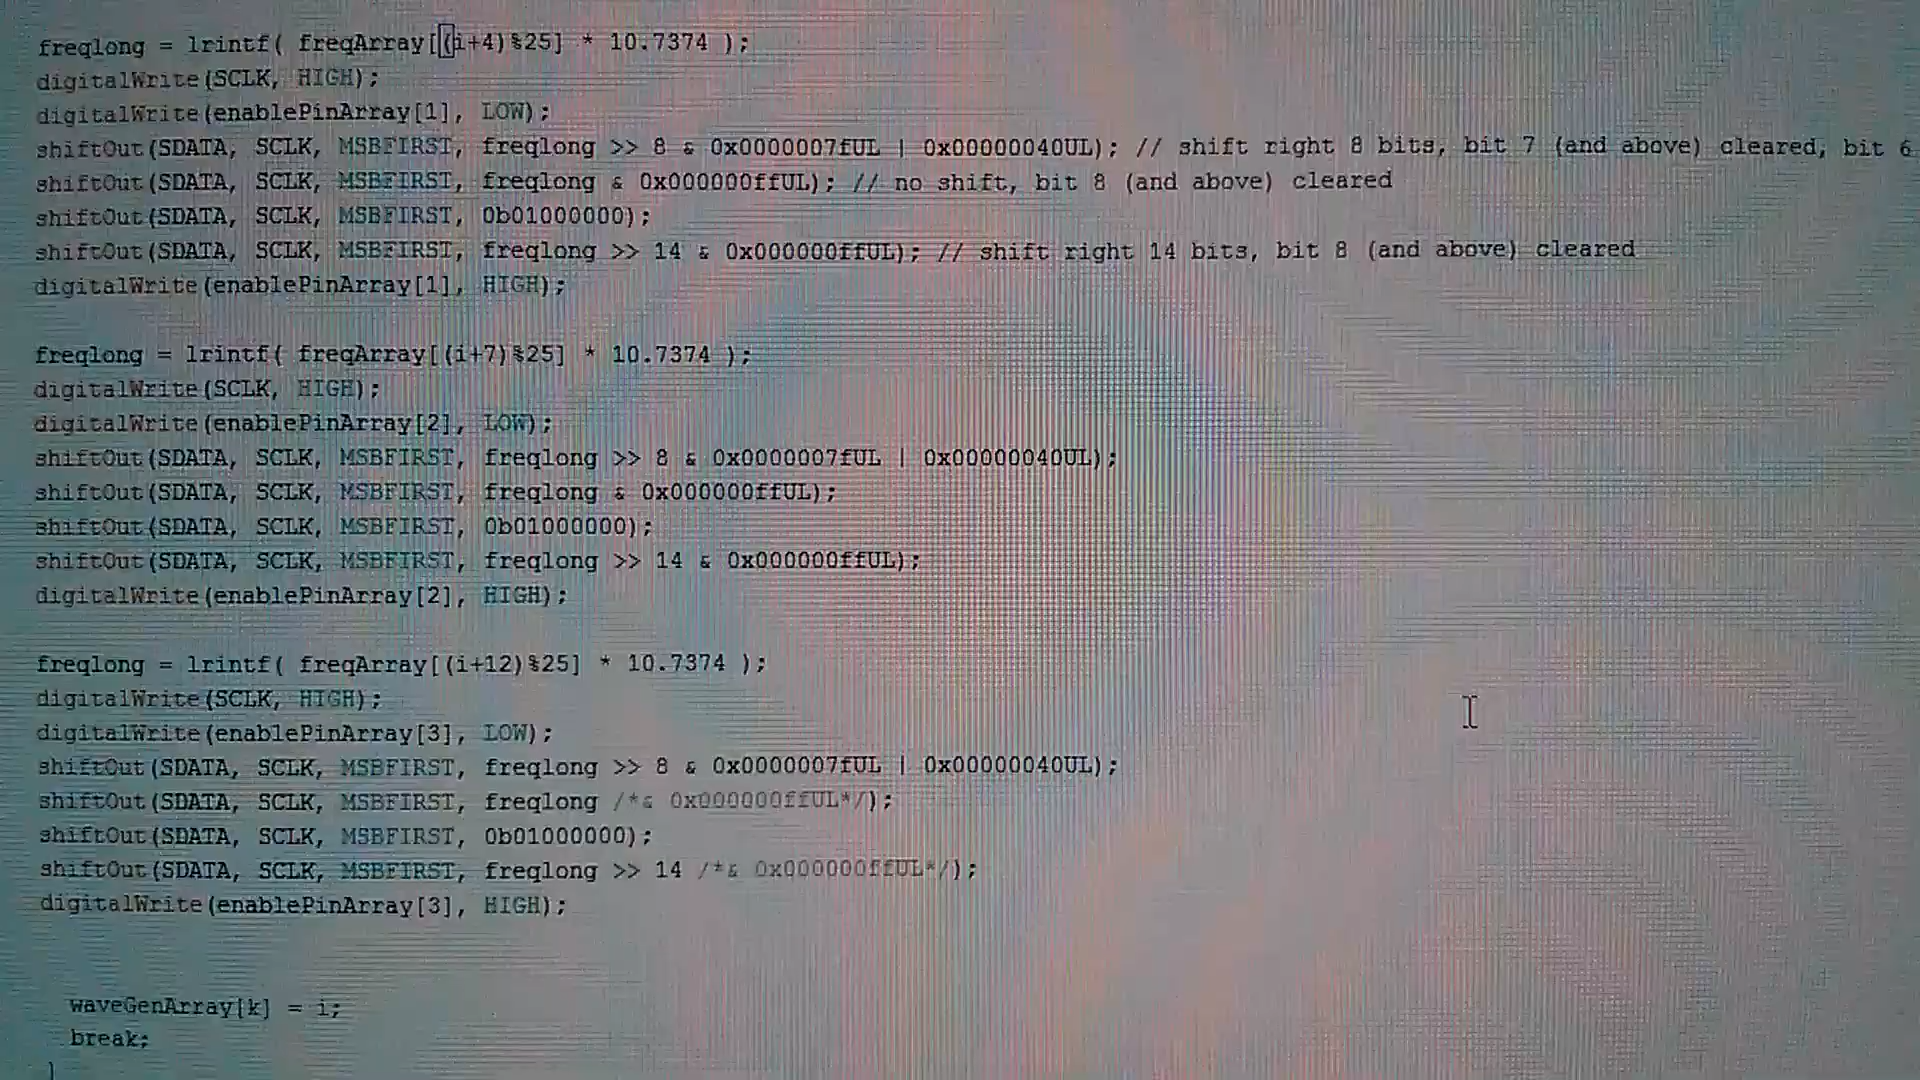 freqlong = lrintf( freqArray[(i+4)%25] * 10.7374 );
digitalWrite(SCLK, HIGH);
digitalWrite(enablePinArray[1], LOW);
shiftOut(SDATA, SCLK, MSBFIRST, freqlong >> 8 & 0x0000007fUL | 0x00000040UL); // shift right 8 bits, bit 7 (and above) cleared, bit 6
shiftOut(SDATA, SCLK, MSBFIRST, freqlong & 0x000000ffUL); // no shift, bit 8 (and above) cleared
shiftOut(SDATA, SCLK, MSBFIRST, 0b01000000);
shiftOut(SDATA, SCLK, MSBFIRST, freqlong >> 14 & 0x000000ffUL); // shift right 14 bits, bit 8 (and above) cleared
digitalWrite(enablePinArray[1], HIGH);
freqlong = lrintf( freqArray[(i+7)%25] * 10.7374 );
digitalWrite(SCLK, HIGH);
digitalWrite(enablePinArray[2], LOW);
shiftOut(SDATA, SCLK, MSBFIRST, freqlong >> 8 & 0x0000007fUL | 0x00000040UL);
shiftOut(SDATA, SCLK, MSBFIRST, freqlong & 0x000000ffUL);
shiftOut(SDATA, SCLK, MSBFIRST, 0b01000000);
shiftOut(SDATA, SCLK, MSBFIRST, freqlong >> 14 & 0x000000ffUL);
digitalWrite(enablePinArray[2], HIGH);
freqlong = lrintf( freqArray[(i+12)%25] * 10.7374 );
digitalWrite(SCLK, HIGH);
digitalWrite(enablePinArray[3], LOW);
shiftOut(SDATA, SCLK, MSBFIRST, freqlong >> 8 & 0x0000007fUL | 0x00000040UL);
shiftOut(SDATA, SCLK, MSBFIRST, freqlong /*& 0x000000ffUL*/);
shiftOut(SDATA, SCLK, MSBFIRST, 0b01000000);
shiftOut(SDATA, SCLK, MSBFIRST, freqlong >> 14 /*& 0x000000ffUL*/);
digitalWrite(enablePinArray[3], HIGH);
waveGenArray[k] = i;
break;
}